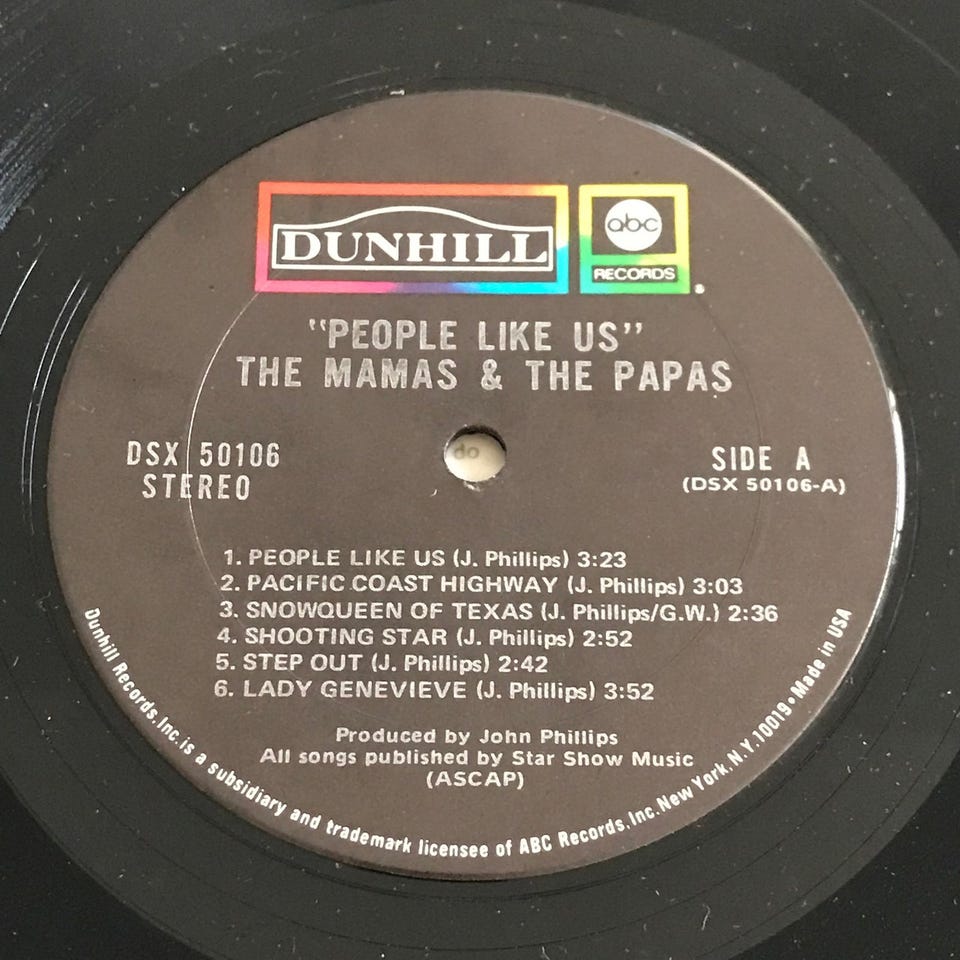 DUNHILL
abc
RECORDS
"PEOPLE LIKE US"
THE MAMAS & THE PAPAS
do
DSX 50106
STEREO
SIDE A
(DSX 50106-A)
1. PEOPLE LIKE US (J. Phillips) 3:23
2. PACIFIC COAST HIGHWAY (J. Phillips) 3:03
3. SNOWQUEEN OF TEXAS (J. Phillips/G.W.) 2:36
4. SHOOTING STAR (J. Phillips) 2:52
5. STEP OUT (J. Phillips) 2:42
6. LADY GENEVIEVE (J. Phillips) 3:52
Produced by John Phillips
All songs published by Star Show Music
(ASCAP)
Dunhill Records, Inc. is a subsidiary and trademark licensee of ABC Records, Inc. New York, N.Y. 10019 • Made in USA